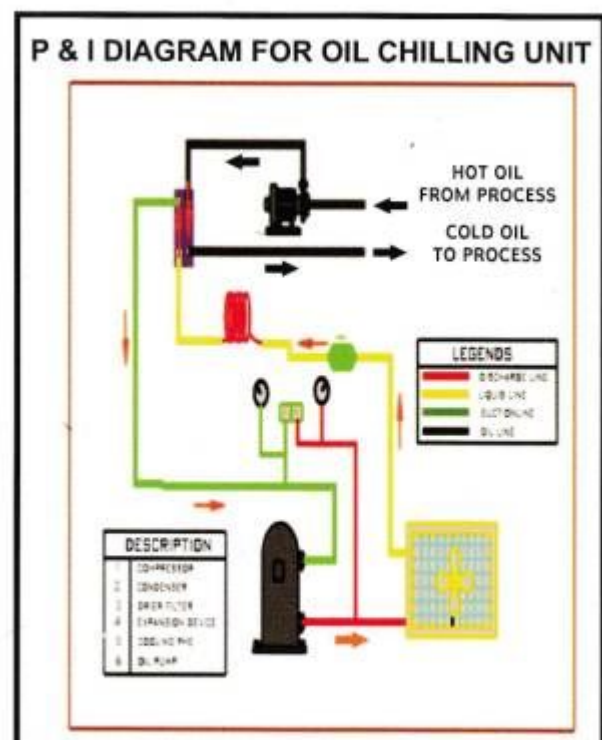 P & I DIAGRAM FOR OIL CHILLING UNIT
HOT OIL
FROM PROCESS
COLD OIL
TO PROCESS
LEGENDS
DISCHARGE LINE
LIQUID LINE
SUCTION LINE
OIL LINE
DESCRIPTION
1 COMPRESSOR
2 CONDENSER
3 DRIER FILTER
4 EXPANSION DEVICE
5 COOLING
6 OIL PUMP